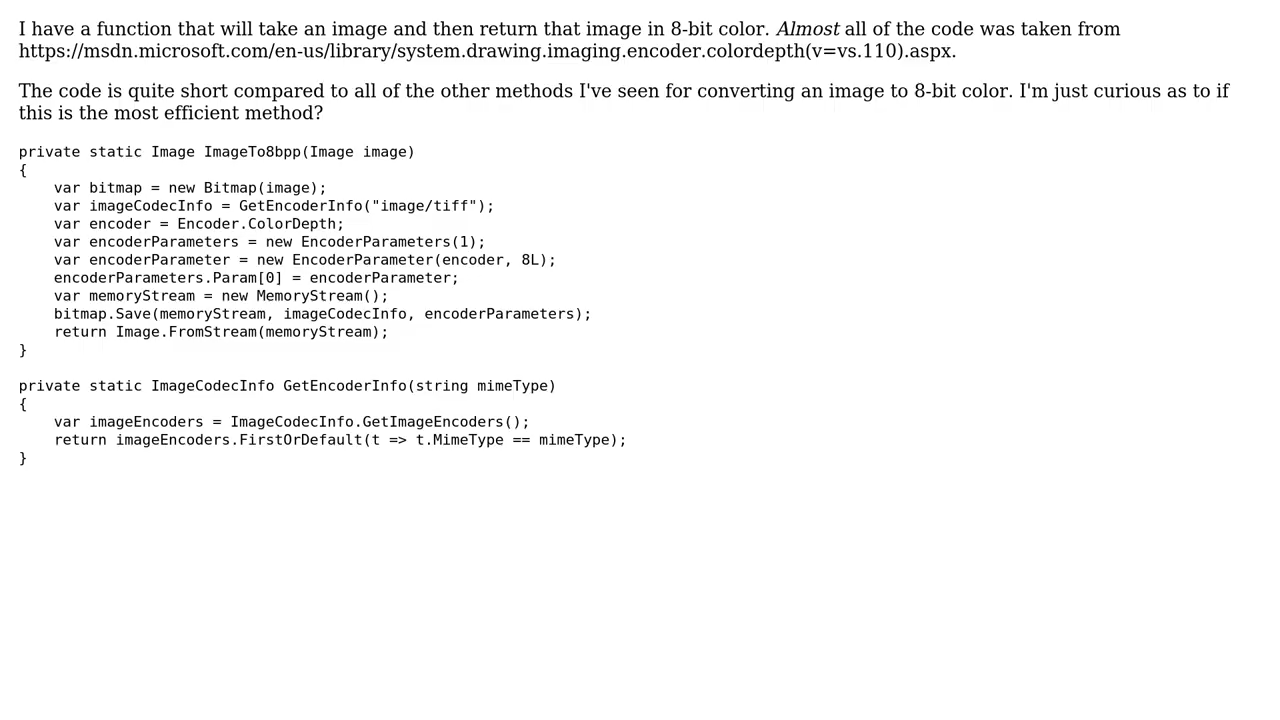 I have a function that will take an image and then return that image in 8-bit color. Almost all of the code was taken from
https://msdn.microsoft.com/en-us/library/system.drawing.imaging.encoder.colordepth(v=vs.110).aspx.
The code is quite short compared to all of the other methods I've seen for converting an image to 8-bit color. I'm just curious as to if
this is the most efficient method?
private static Image ImageTo8bpp(Image image)
{
    var bitmap = new Bitmap(image);
    var imageCodecInfo = GetEncoderInfo("image/tiff");
    var encoder = Encoder.ColorDepth;
    var encoderParameters = new EncoderParameters(1);
    var encoderParameter = new EncoderParameter(encoder, 8L);
    encoderParameters.Param[0] = encoderParameter;
    var memoryStream = new MemoryStream();
    bitmap.Save(memoryStream, imageCodecInfo, encoderParameters);
    return Image.FromStream(memoryStream);
}
private static ImageCodecInfo GetEncoderInfo(string mimeType)
{
    var imageEncoders = ImageCodecInfo.GetImageEncoders();
    return imageEncoders.FirstOrDefault(t => t.MimeType == mimeType);
}